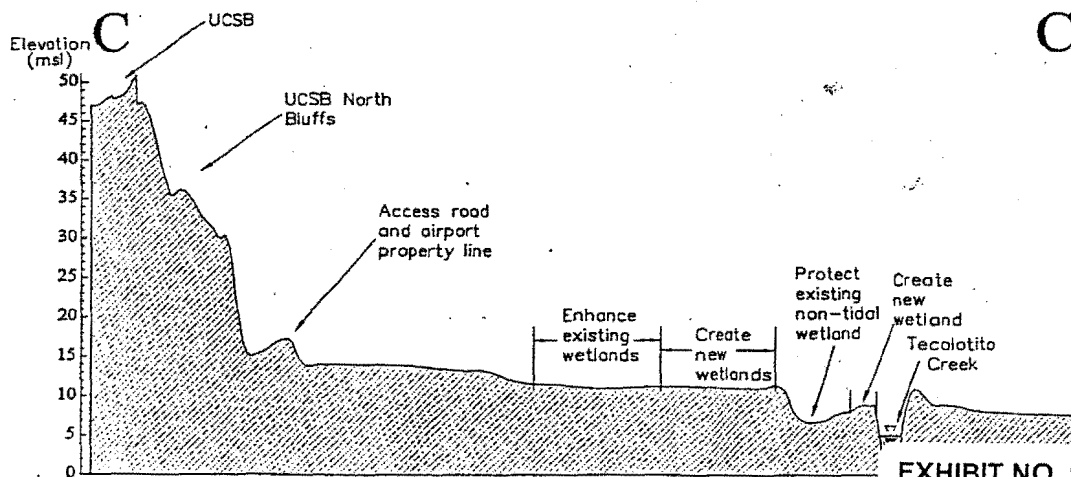 C
UCSB
C
Elevation
(msl)
50
45
40
35
30
25
20
15
10
5
0
UCSB North
Bluffs
Access road
and airport
property line
Enhance
existing
wetlands
Create
new
wetlands
Protect
existing
non-tidal
wetland
Create
new
wetland
Tecolotito
Creek
EXHIBIT NO.